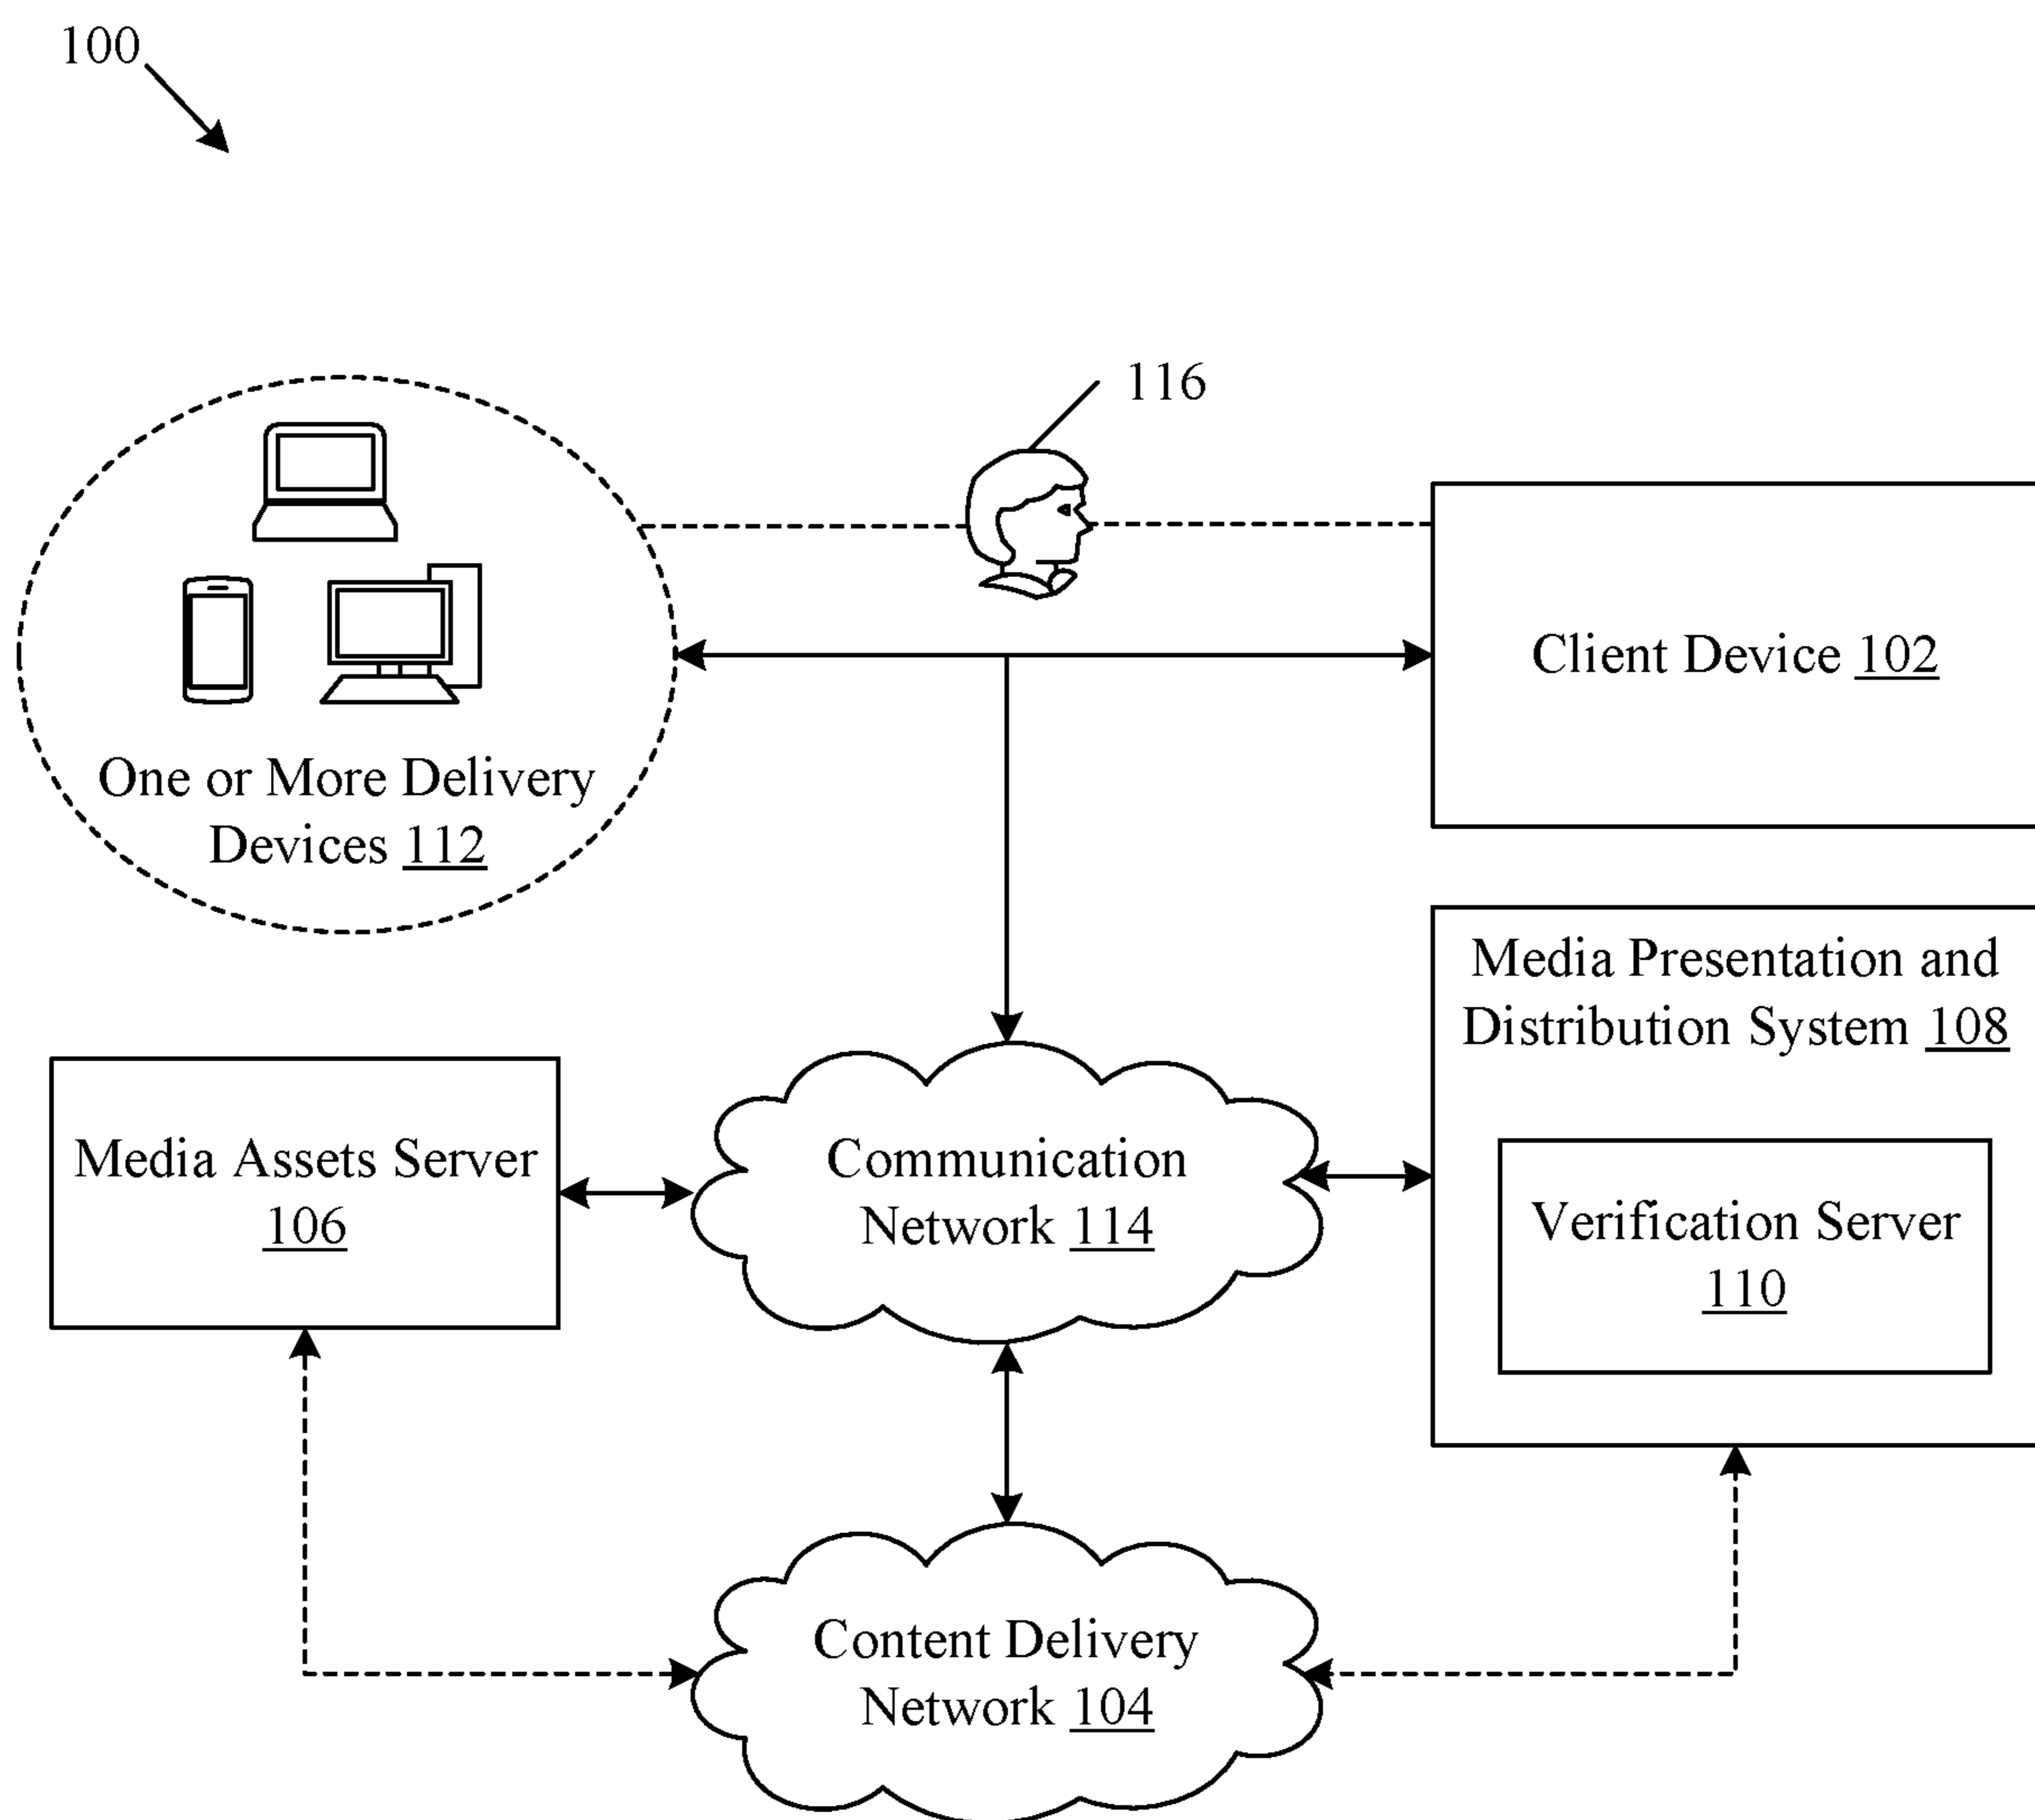 100
116
Client Device 102
One or More Delivery
Devices 112
Media Presentation and
Distribution System 108
Media Assets Server
106
Communication
Network 114
Verification Server
110
Content Delivery
Network 104